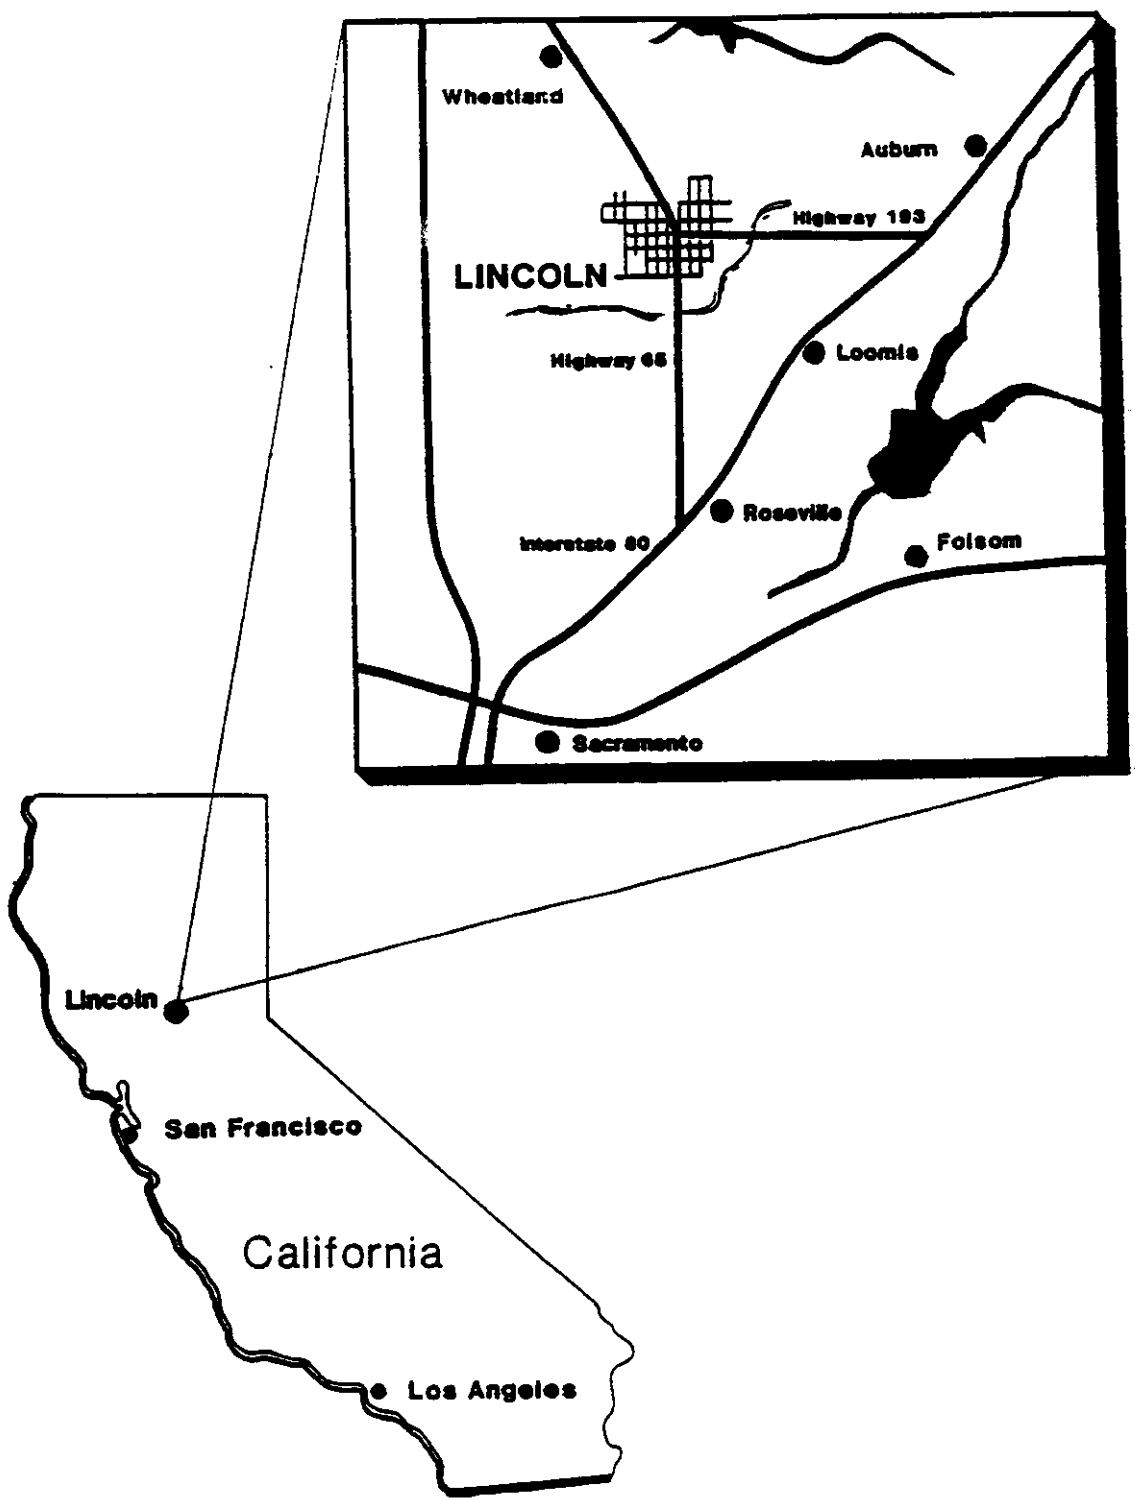 Wheatland
Auburn
Highway 193
LINCOLN
Highway 65
Loomis
Roseville
Interstate 80
Folsom
Sacramento
Lincoln
San Francisco
California
Los Angeles